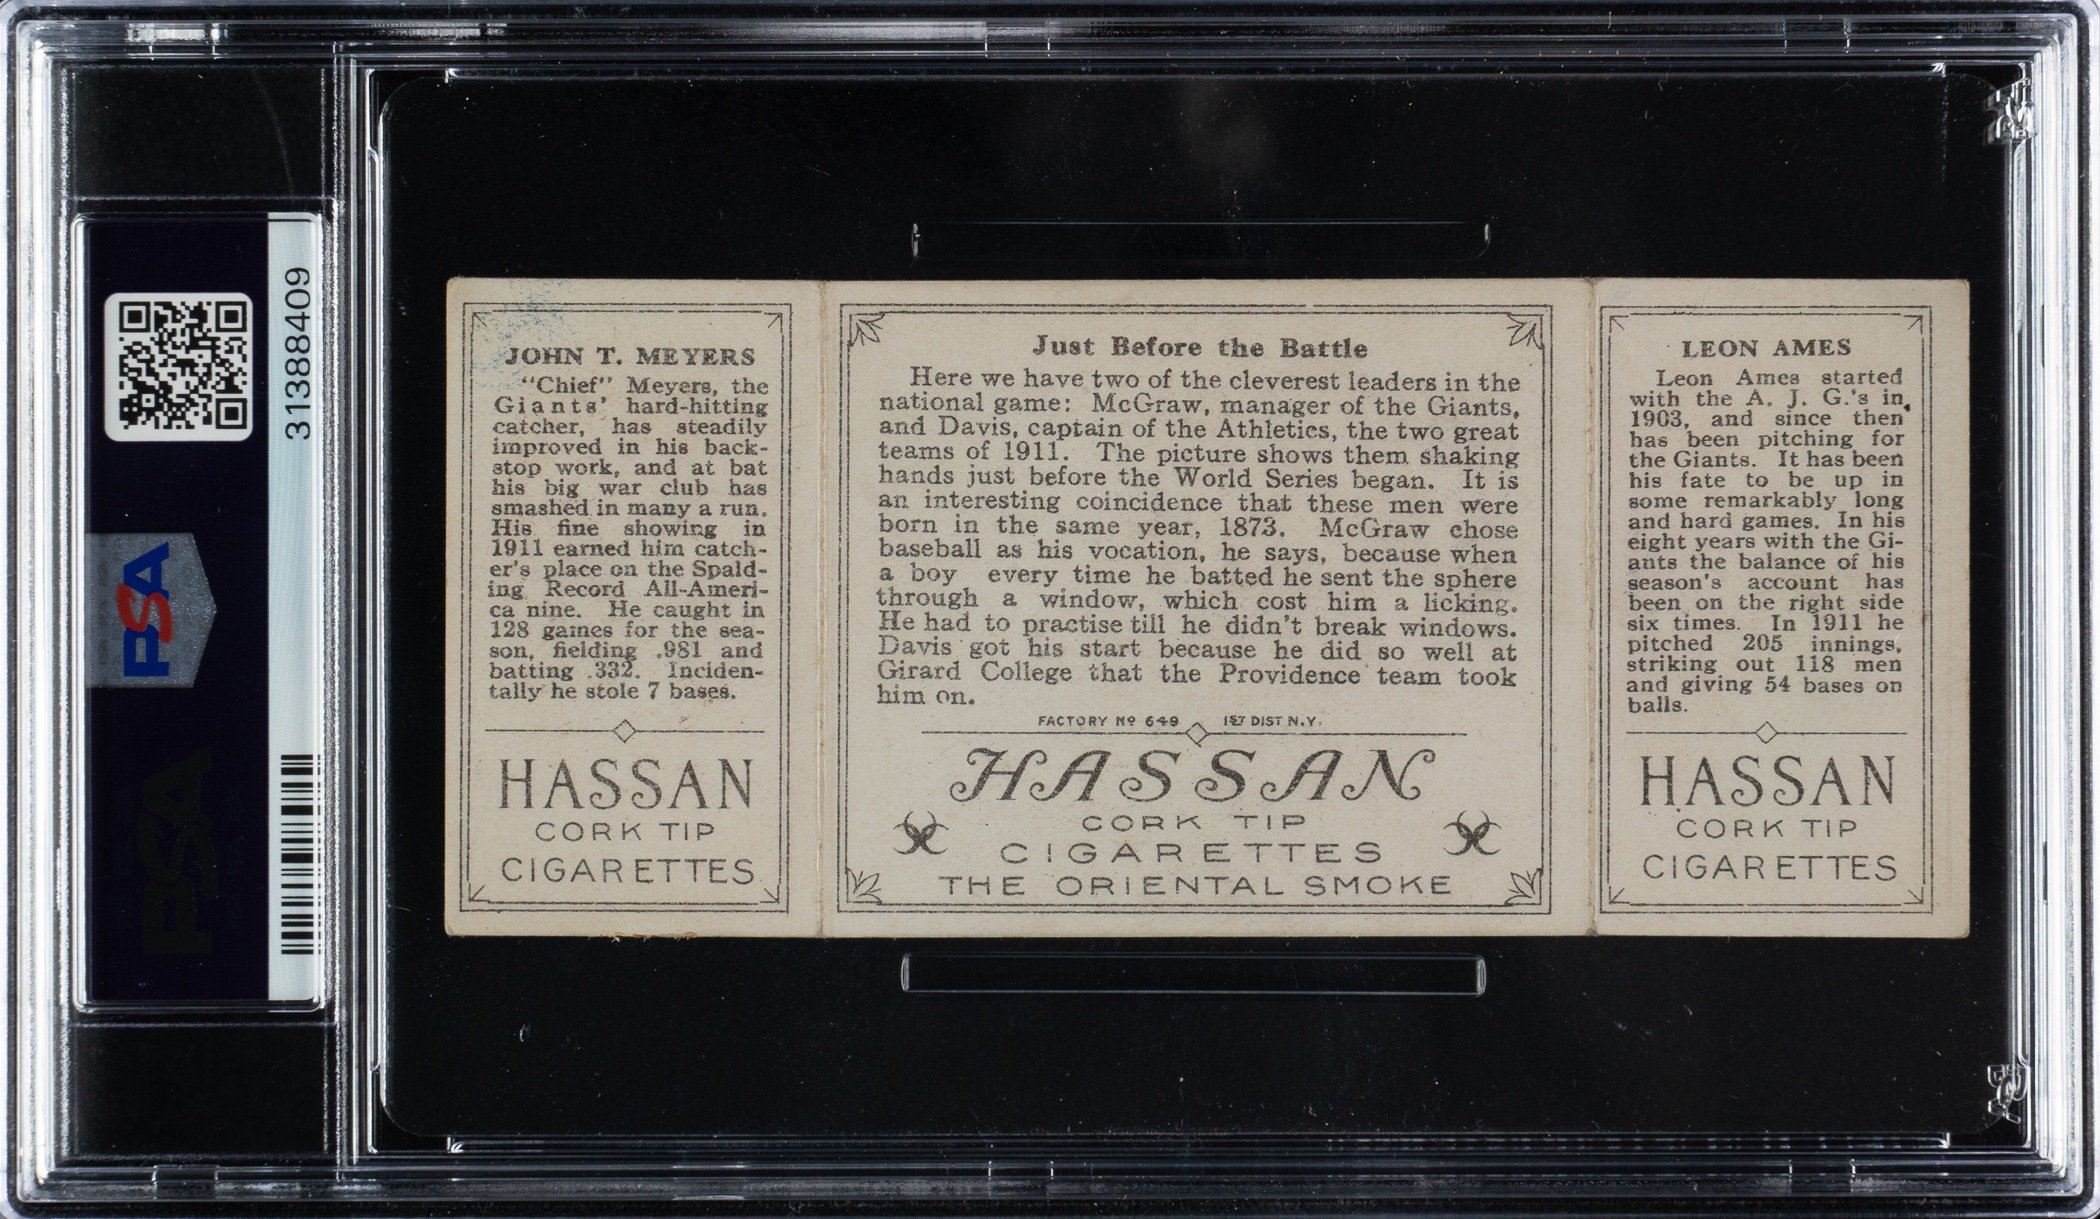 31388409
PSA
PSA
JOHN T. MEYERS
"Chief" Meyers, the
Giants' hard-hitting
catcher, has steadily
improved in his back-
stop work, and at bat
his big war club has
smashed in many a run.
His fine showing in
1911 earned him catch-
er's place on the Spald-
ing Record All-Ameri-
ca nine. He caught in
128 games for the sea-
son, fielding .981 and
batting .332. Inciden-
tally he stole 7 bases.
HASSAN
CORK TIP
CIGARETTES
Just Before the Battle
Here we have two of the cleverest leaders in the
national game: McGraw, manager of the Giants,
and Davis, captain of the Athletics, the two great
teams of 1911. The picture shows them shaking
hands just before the World Series began. It is
an interesting coincidence that these men were
born in the same year, 1873. McGraw chose
baseball as his vocation, he says, because when
a boy every time he batted he sent the sphere
through a window, which cost him a licking.
He had to practise till he didn't break windows.
Davis got his start because he did so well at
Girard College that the Providence team took
him on.
FACTORY Nº 649 1ST DIST N.Y.
HASSAN
CORK TIP
CIGARETTES
THE ORIENTAL SMOKE
LEON AMES
Leon Ames started
with the A. J. G.'s in
1903, and since then
has been pitching for
the Giants. It has been
his fate to be up in
some remarkably long
and hard games. In his
eight years with the Gi-
ants the balance of his
season's account has
been on the right side
six times. In 1911 he
pitched 205 innings,
striking out 118 men
and giving 54 bases on
balls.
HASSAN
CORK TIP
CIGARETTES